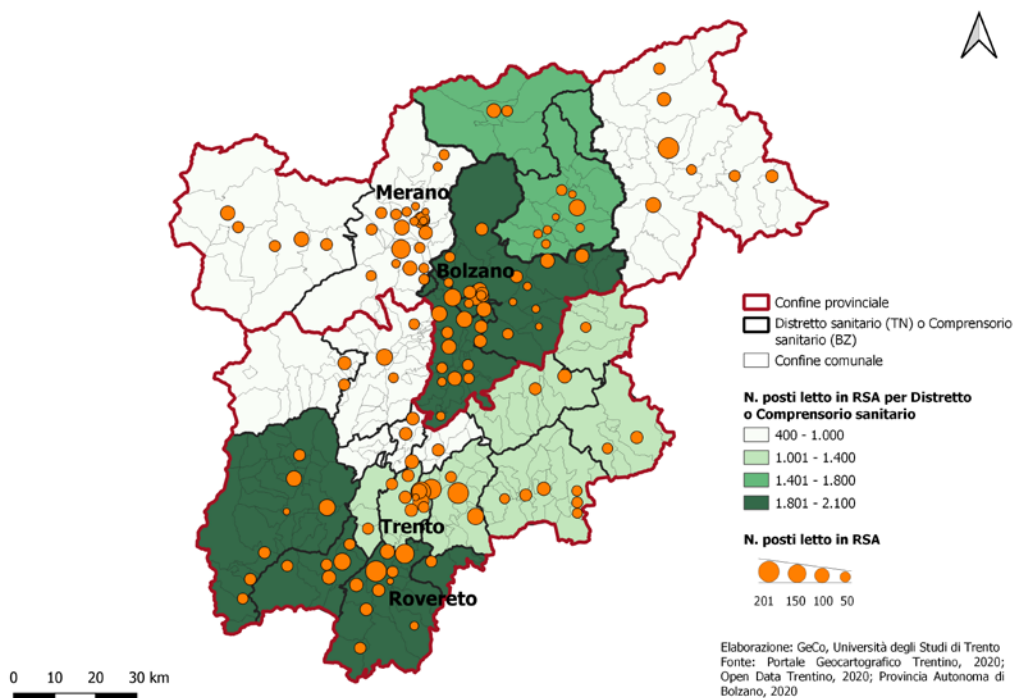 Merano
Bolzano
Trento
Rovereto
Confine provinciale
Distretto sanitario (TN) o Comprensorio
sanitario (BZ)
Confine comunale
N. posti letto in RSA per Distretto
o Comprensorio sanitario
400 - 1.000
1.001 - 1.400
1.401 - 1.800
1.801 - 2.100
N. posti letto in RSA
201 150 100 50
Elaborazione: GeCo, Università degli Studi di Trento
Fonte: Portale Geocartografico Trentino, 2020;
Open Data Trentino, 2020; Provincia Autonoma di
Bolzano, 2020
0 10 20 30 km